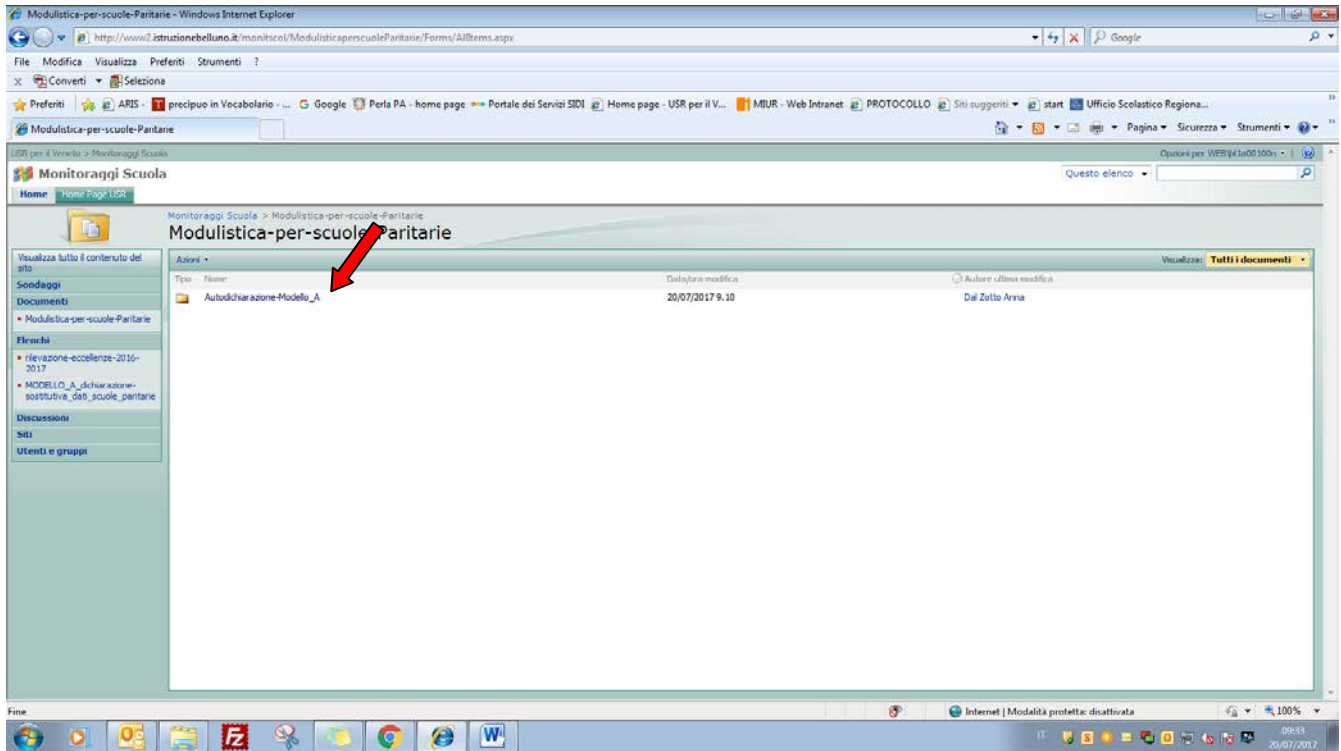 Modulistica-per-scuole-Paritarie - Windows Internet Explorer
http://www2.istruzionebelluno.it/monitscol/ModulisticaperscuoleParitarie/Forms/AllItems.aspx
Google
File Modifica Visualizza Preferiti Strumenti ?
x Converti Seleziona
Preferiti ARIS - precipuo in Vocabolario - ... Google Perla PA - home page Portale dei Servizi SIDI Home page - USR per il V... MIUR - Web Intranet PROTOCOLLO Siti suggeriti start Ufficio Scolastico Regiona...
Modulistica-per-scuole-Paritarie
Pagina Sicurezza Strumenti
USR per il Veneto > Monitoraggi Scuola
Opzioni per
Monitoraggi Scuola
Questo elenco
Home Home Page USR
Monitoraggi Scuola > Modulistica-per-scuole-Paritarie
Modulistica-per-scuole-Paritarie
Visualizza tutto il contenuto del sito
Azioni
Visualizza: Tutti i documenti
Tipo Nome Data/ora modifica Autore ultima modifica
Autodichiarazione-Modello_A 20/07/2017 9.10 Dal Zotto Anna
Sondaggi
Documenti
Modulistica-per-scuole-Paritarie
Elenchi
rilevazione-eccellenze-2016-
2017
MODELLO_A_dichiarazione-
sostitutiva_dati_scuole_paritarie
Discussioni
Siti
Utenti e gruppi
Fine
Internet | Modalità protetta: disattivata
100%
IT
09:33
20/07/2017